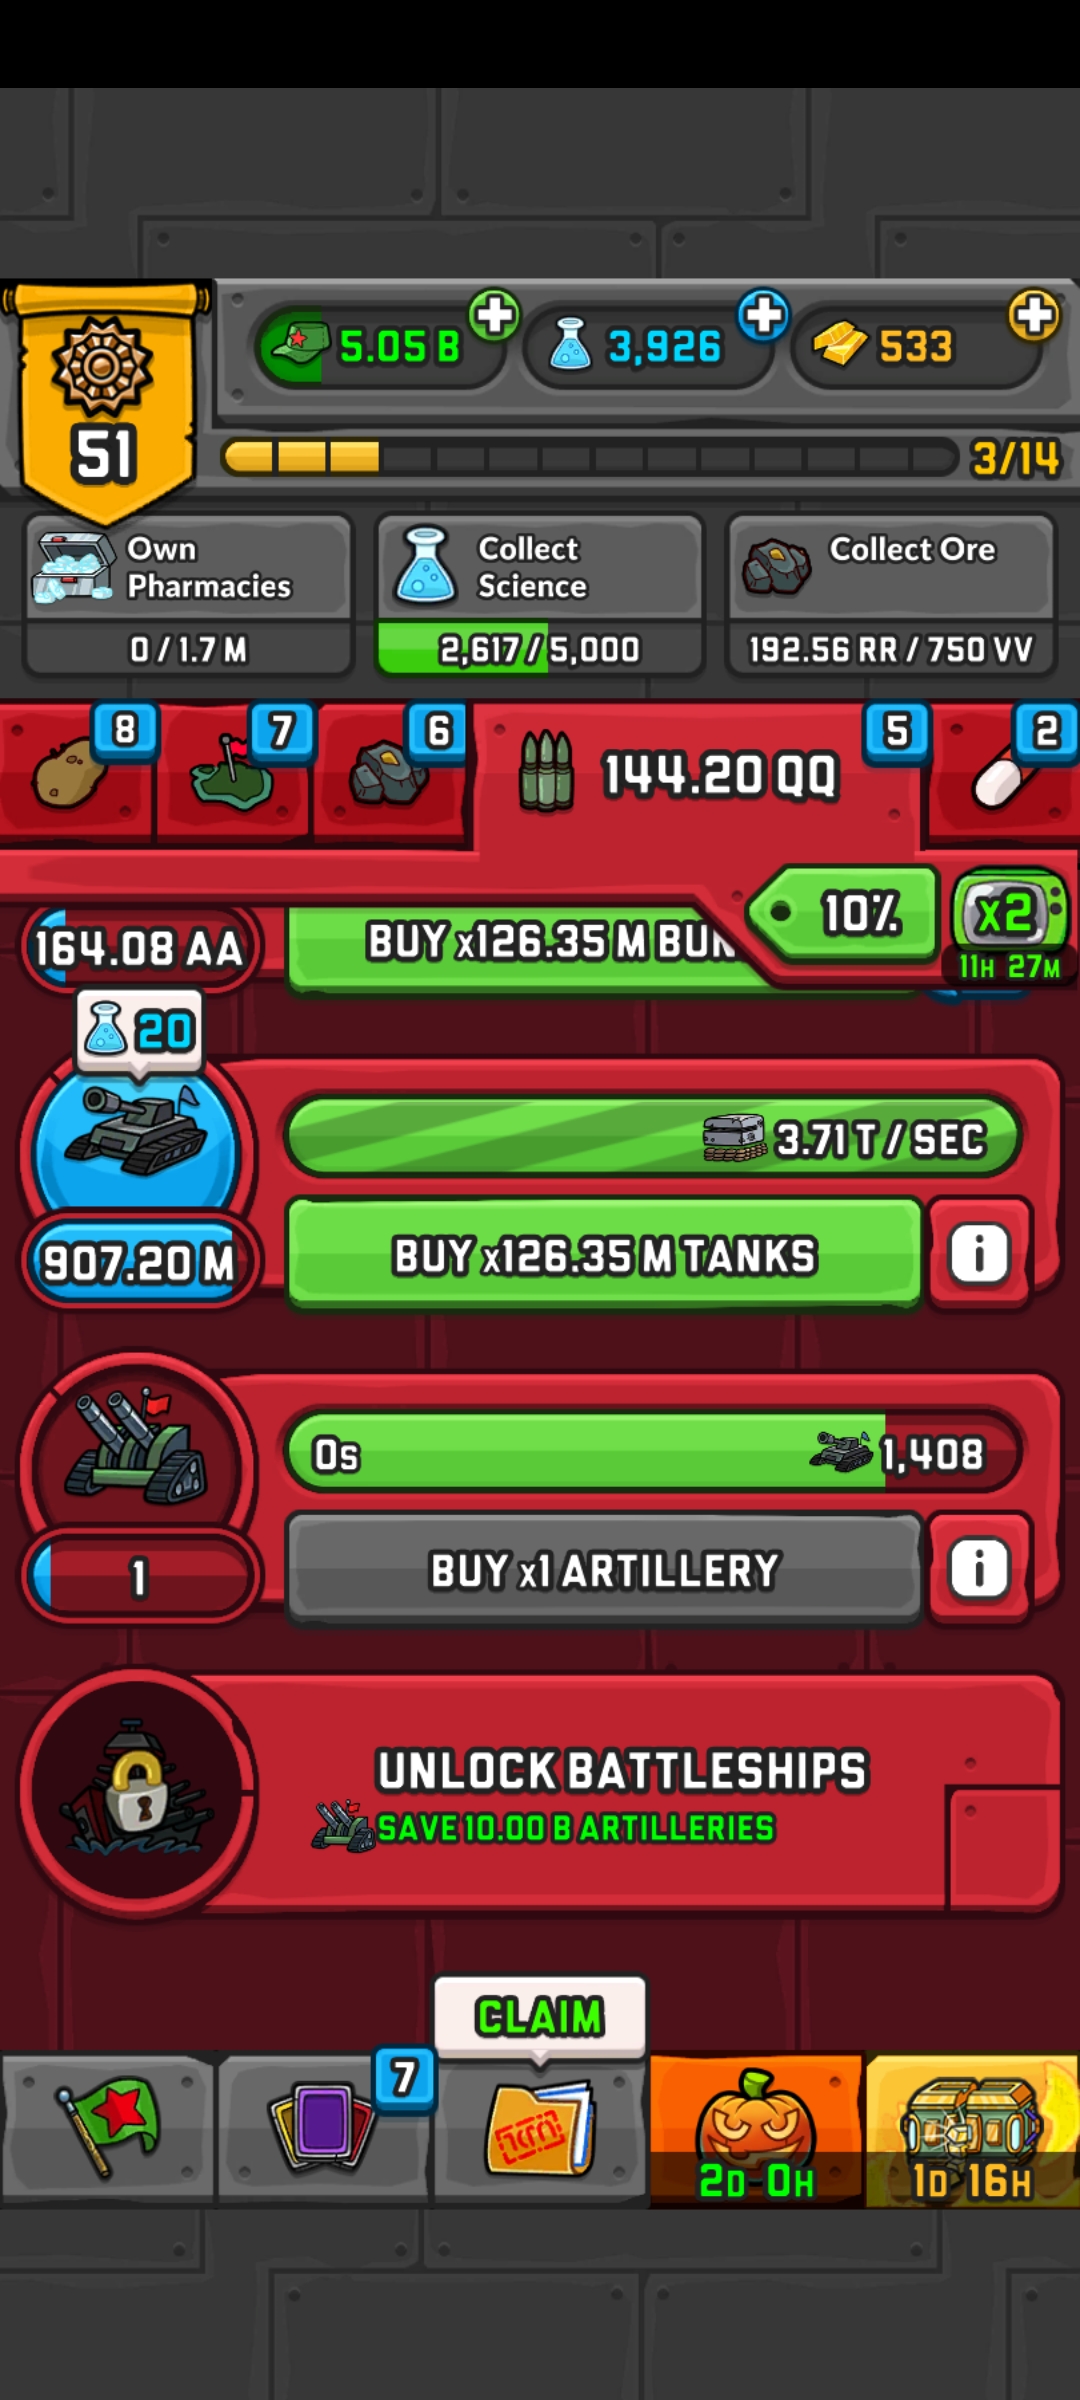 5.05 B
3,926
533
51
3/14
Own
Pharmacies
0 / 1.7 M
Collect
Science
2,617 / 5,000
Collect Ore
192.56 RR / 750 VV
8
7
6
144.20 QQ
5
2
10%
x2
11H 27M
164.08 AA
BUY x126.35 M BUN
20
3.71 T / SEC
907.20 M
BUY x126.35 M TANKS
i
0s
1,408
1
BUY x1 ARTILLERY
i
UNLOCK BATTLESHIPS
SAVE 10.00 B ARTILLERIES
CLAIM
7
2D 0H
1D 16H